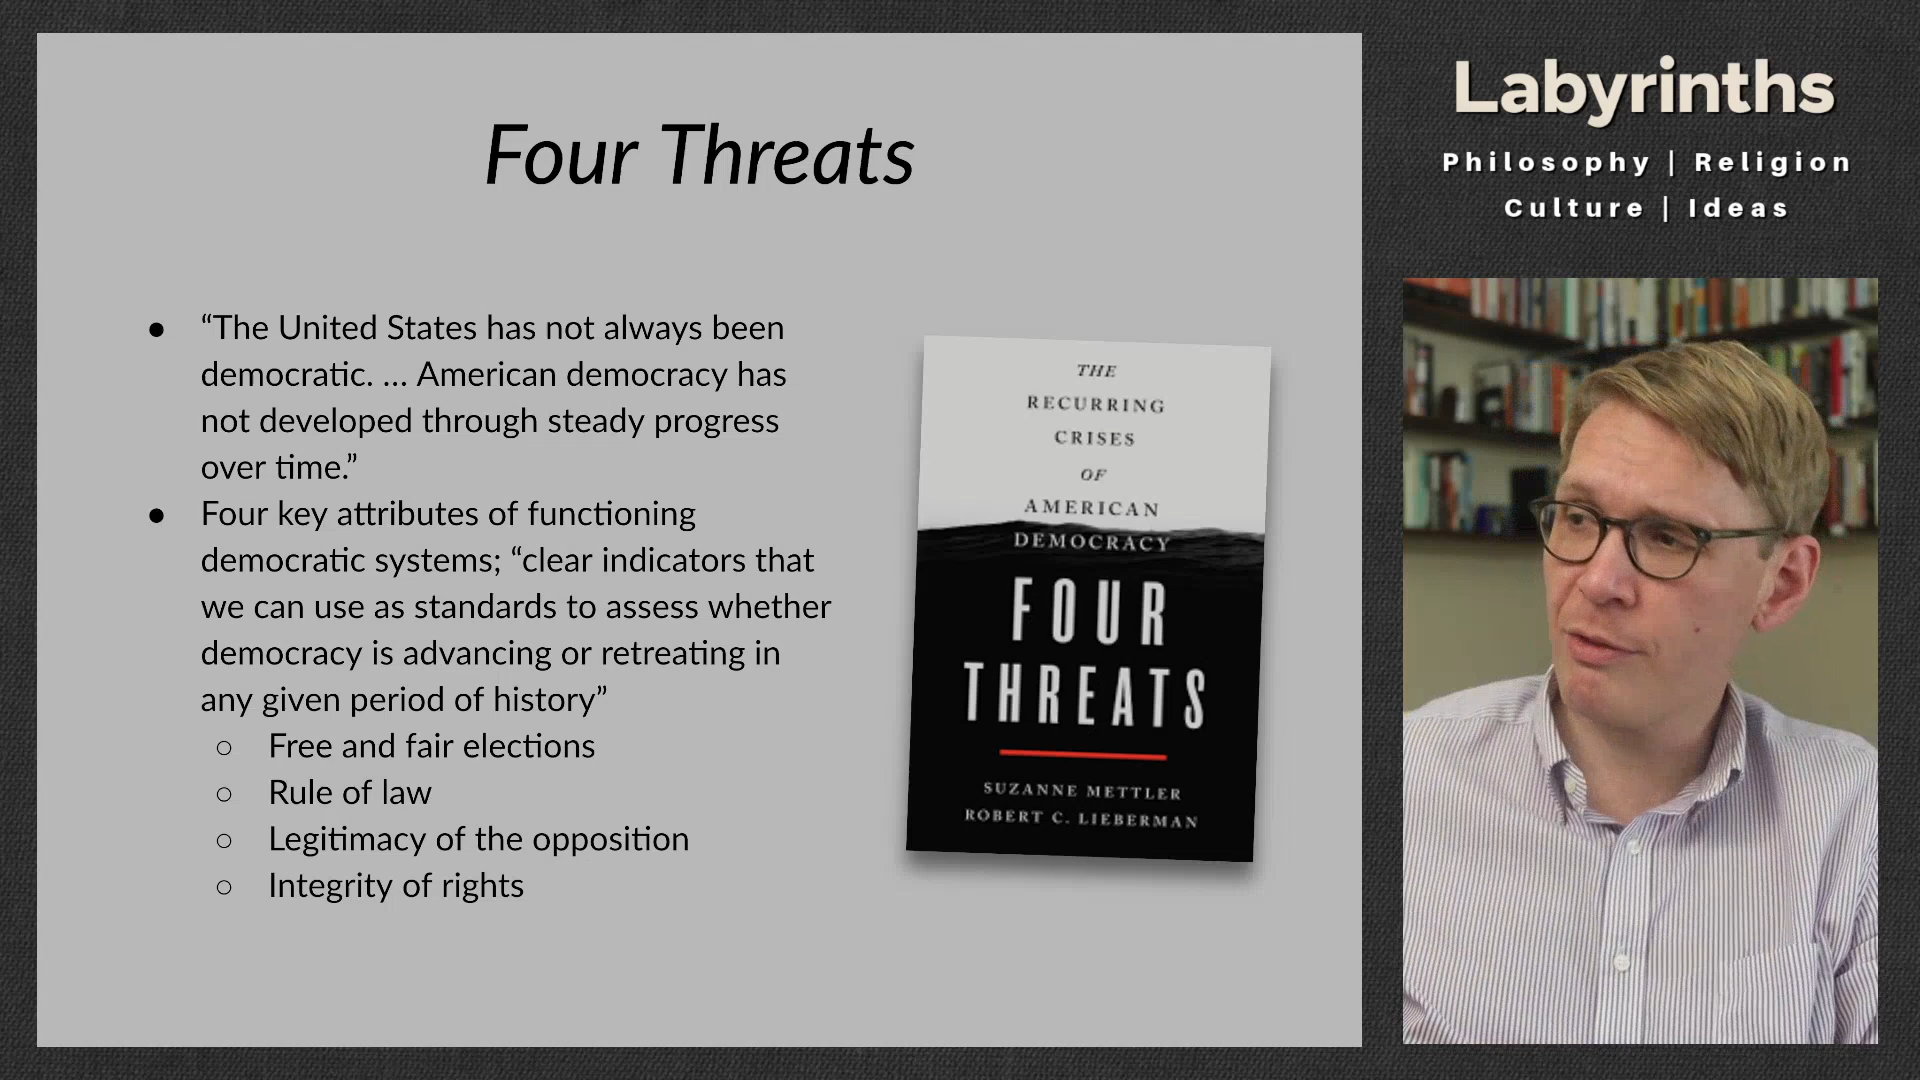 Four Threats
● “The United States has not always been
democratic. ... American democracy has
not developed through steady progress
over time.”
● Four key attributes of functioning
democratic systems; “clear indicators that
we can use as standards to assess whether
democracy is advancing or retreating in
any given period of history”
○ Free and fair elections
○ Rule of law
○ Legitimacy of the opposition
○ Integrity of rights
THE
RECURRING
CRISES
OF
AMERICAN
DEMOCRACY
FOUR
THREATS
SUZANNE METTLER
ROBERT C. LIEBERMAN
Labyrinths
Philosophy | Religion
Culture | Ideas